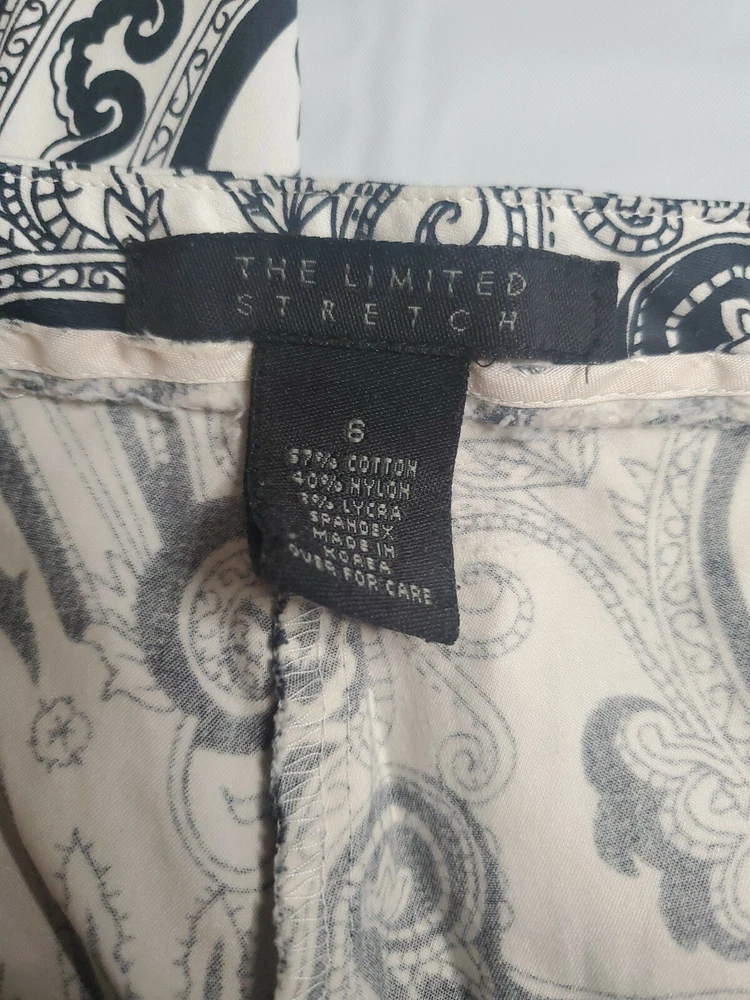 THE LIMITED
STRETCH
6
57% COTTON
40% NYLON
3% LYCRA
SPANDEX
MADE IN
KOREA
OVER FOR CARE